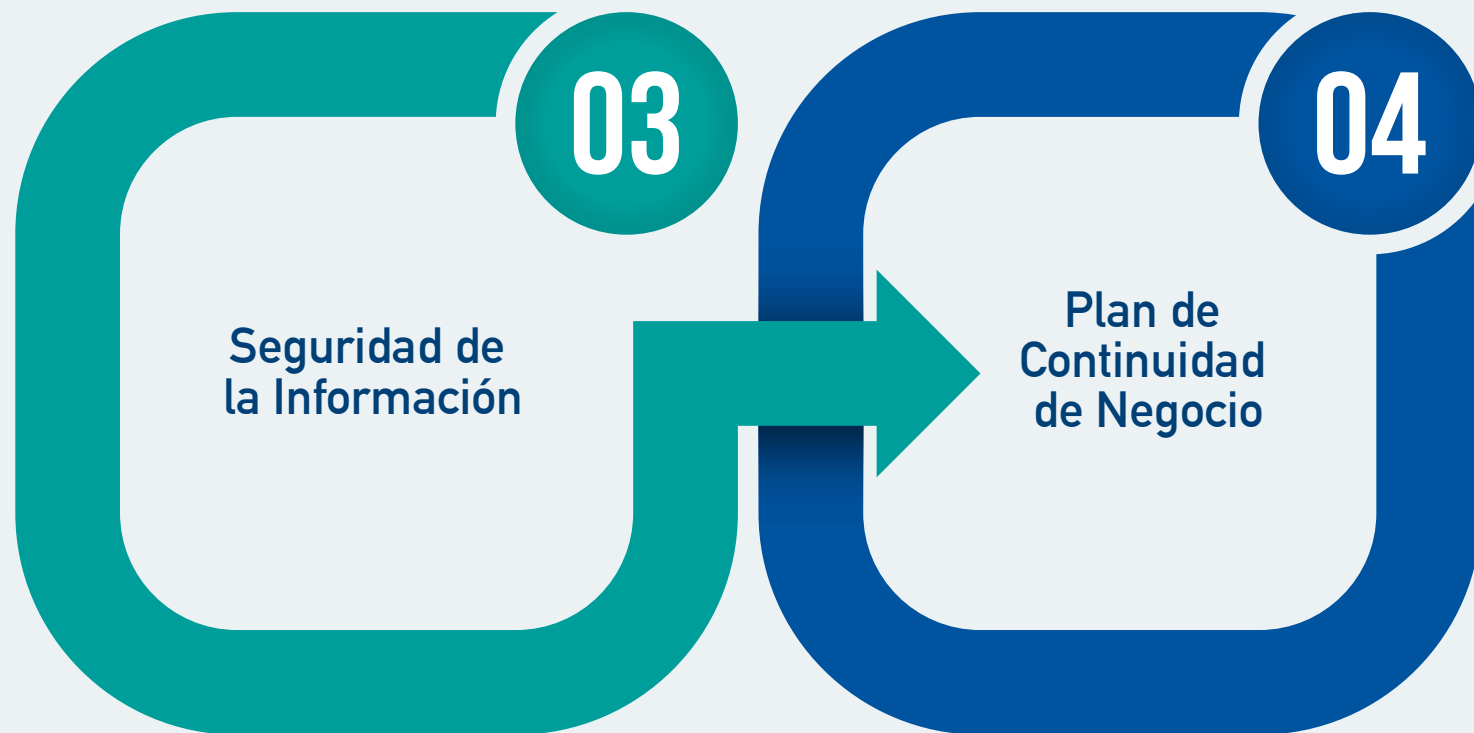 03
Seguridad de
la Información
04
Plan de
Continuidad
de Negocio